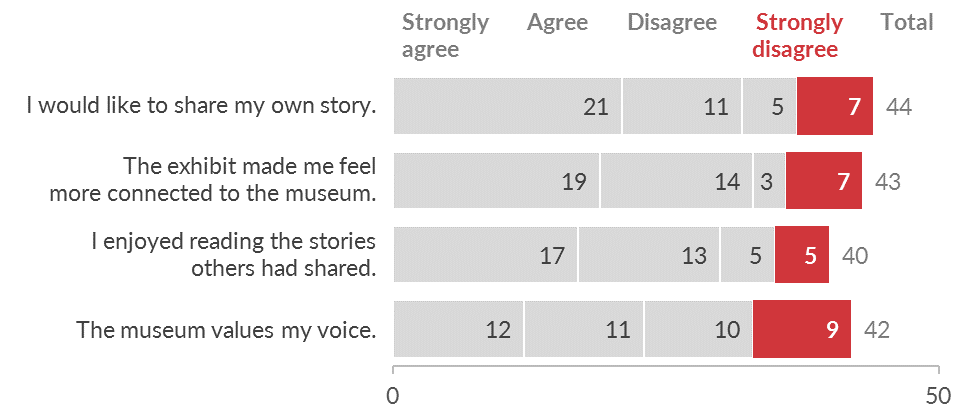 Strongly agree Agree Disagree Strongly disagree Total
I would like to share my own story. 21 11 5 7 44
The exhibit made me feel
more connected to the museum. 19 14 3 7 43
I enjoyed reading the stories
others had shared. 17 13 5 5 40
The museum values my voice. 12 11 10 9 42
0 50